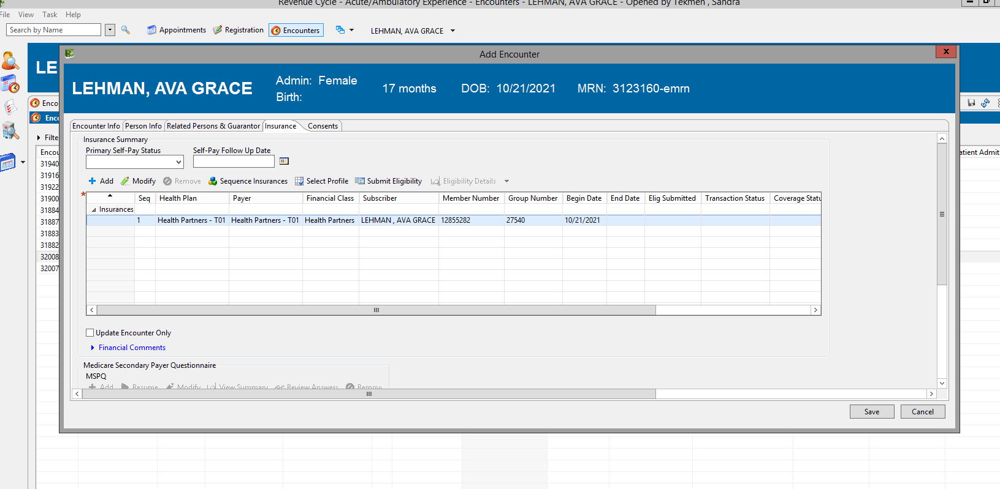 Revenue Cycle - Acute/Ambulatory Experience - Encounters - LEHMAN, AVA GRACE - Opened by Tekmen , Sandra
File View Task Help
Search by Name Appointments Registration Encounters LEHMAN, AVA GRACE
Add Encounter
LE
LEHMAN, AVA GRACE
Admin: Female
Birth:
17 months DOB: 10/21/2021 MRN: 3123160-emrn
Enco
Enc
Encounter Info Person Info Related Persons & Guarantor Insurance Consents
Filte
Insurance Summary
Primary Self-Pay Status Self-Pay Follow Up Date
Encou
atient Admit
31940
31916
Add Modify Remove Sequence Insurances Select Profile Submit Eligibility Eligibility Details
31922
31900
Seq Health Plan Payer Financial Class Subscriber Member Number Group Number Begin Date End Date Elig Submitted Transaction Status Coverage Statu
31884
Insurances
31887
1 Health Partners - T01 Health Partners - T01 Health Partners LEHMAN , AVA GRACE 12855282 27540 10/21/2021
31883
31882
32008
32007
Update Encounter Only
Financial Comments
Medicare Secondary Payer Questionnaire
MSPQ
Add Resume Modify View Summary Review Answers Remov
Save Cancel